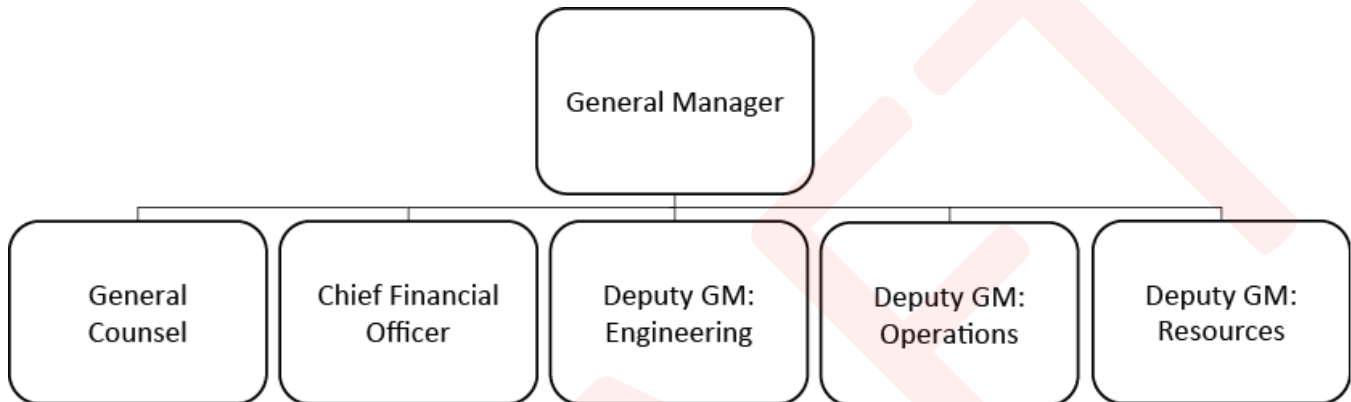 General Manager
General
Counsel
Chief Financial
Officer
Deputy GM:
Engineering
Deputy GM:
Operations
Deputy GM:
Resources